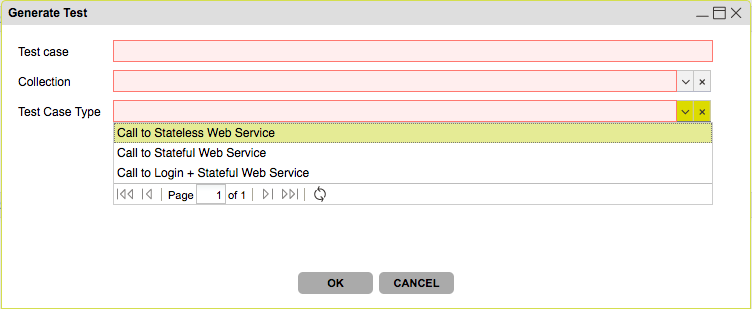 Generate Test
Test case
Collection
Test Case Type
Call to Stateless Web Service
Call to Stateful Web Service
Call to Login + Stateful Web Service
Page 1 of 1
OK CANCEL